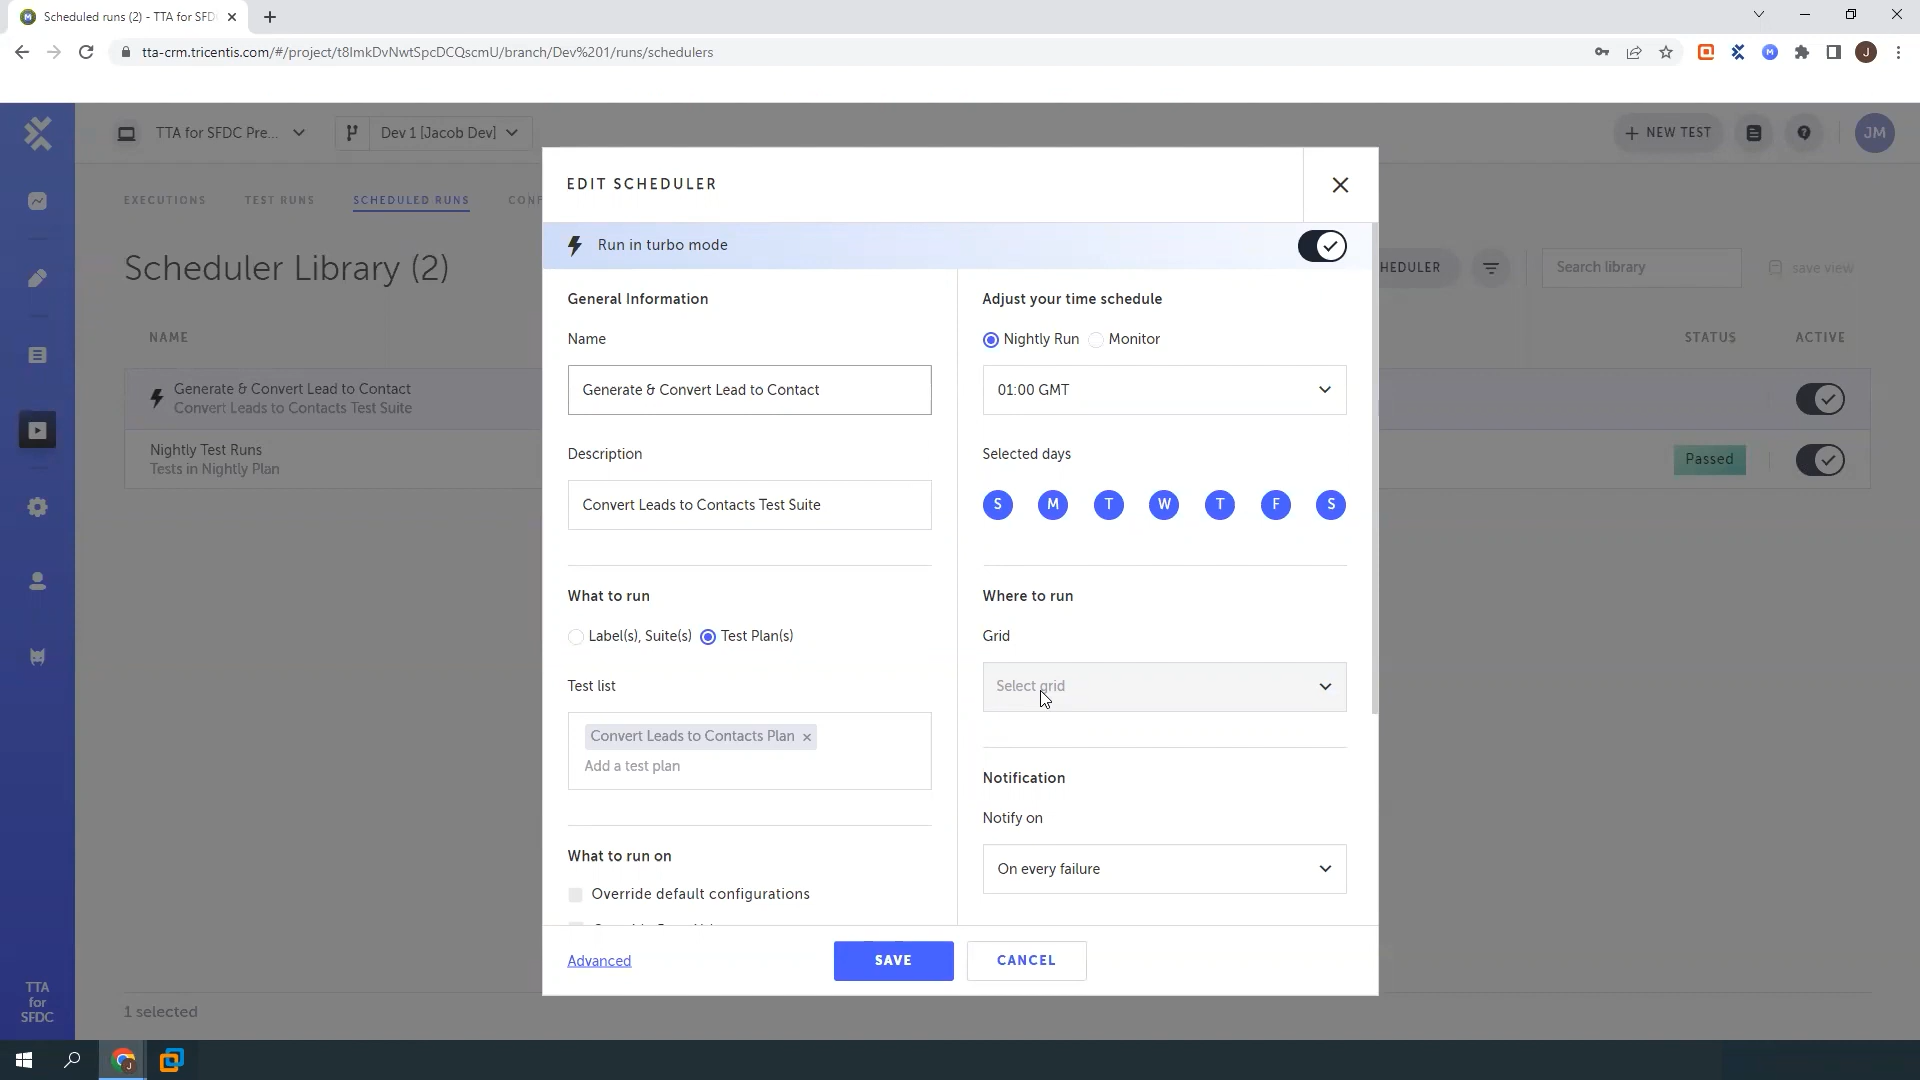 Scheduled runs (2) - TTA for SFD
tta-crm.tricentis.com/#/project/t8ImkDvNwtSpcDCQscmU/branch/Dev%201/runs/schedulers
J
TTA for SFDC Pre...
Dev 1 [Jacob Dev]
NEW TEST
JM
EDIT SCHEDULER
EXECUTIONS
TEST RUNS
SCHEDULED RUNS
CONF
Run in turbo mode
Scheduler Library (2)
HEDULER
Search library
save view
General Information
Adjust your time schedule
NAME
STATUS
ACTIVE
Name
Nightly Run
Monitor
Generate & Convert Lead to Contact
Convert Leads to Contacts Test Suite
Generate & Convert Lead to Contact
01:00 GMT
Nightly Test Runs
Tests in Nightly Plan
Passed
Description
Selected days
Convert Leads to Contacts Test Suite
S M T W T F S
What to run
Where to run
Label(s), Suite(s)
Test Plan(s)
Grid
Test list
Select grid
Convert Leads to Contacts Plan ×
Add a test plan
Notification
Notify on
What to run on
On every failure
Override default configurations
Advanced
SAVE
CANCEL
TTA
for
SFDC
1 selected